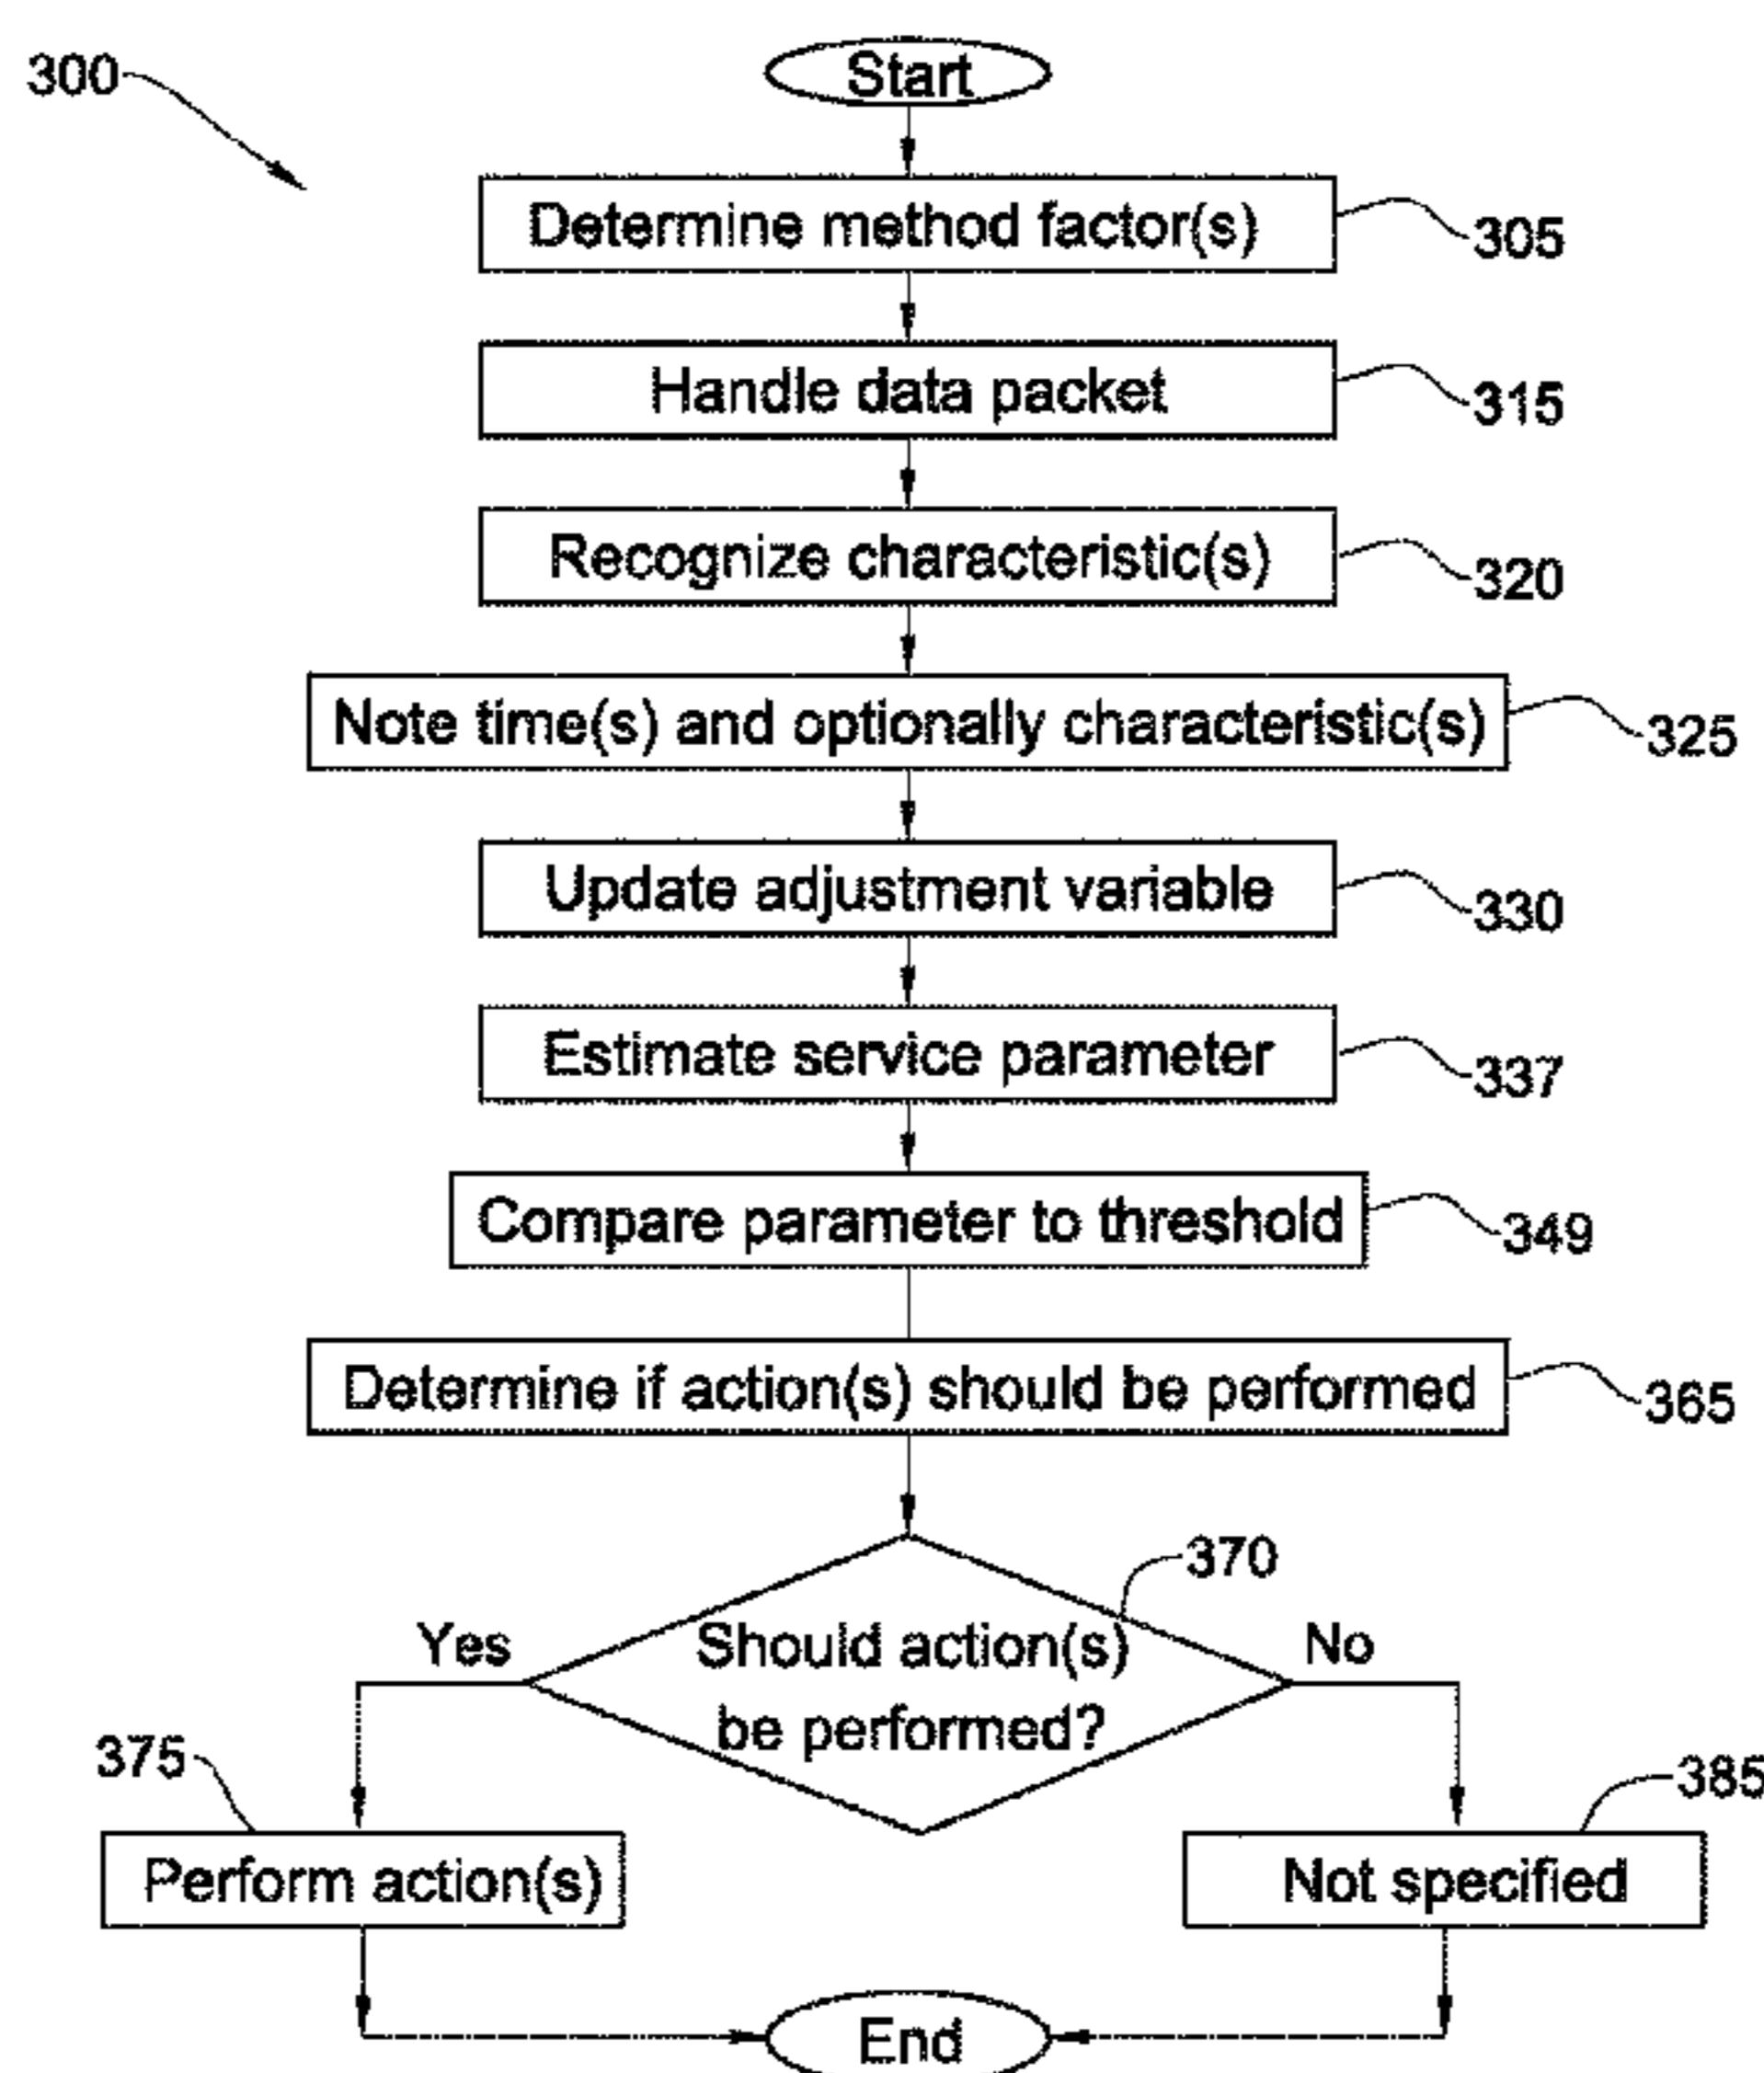 300
Start
Determine method factor(s)
305
Handle data packet
315
Recognize characteristic(s)
320
Note time(s) and optionally characteristic(s)
325
Update adjustment variable
330
Estimate service parameter
337
Compare parameter to threshold
349
Determine if action(s) should be performed
365
370
Yes
Should action(s)
be performed?
No
375
385
Perform action(s)
Not specified
End